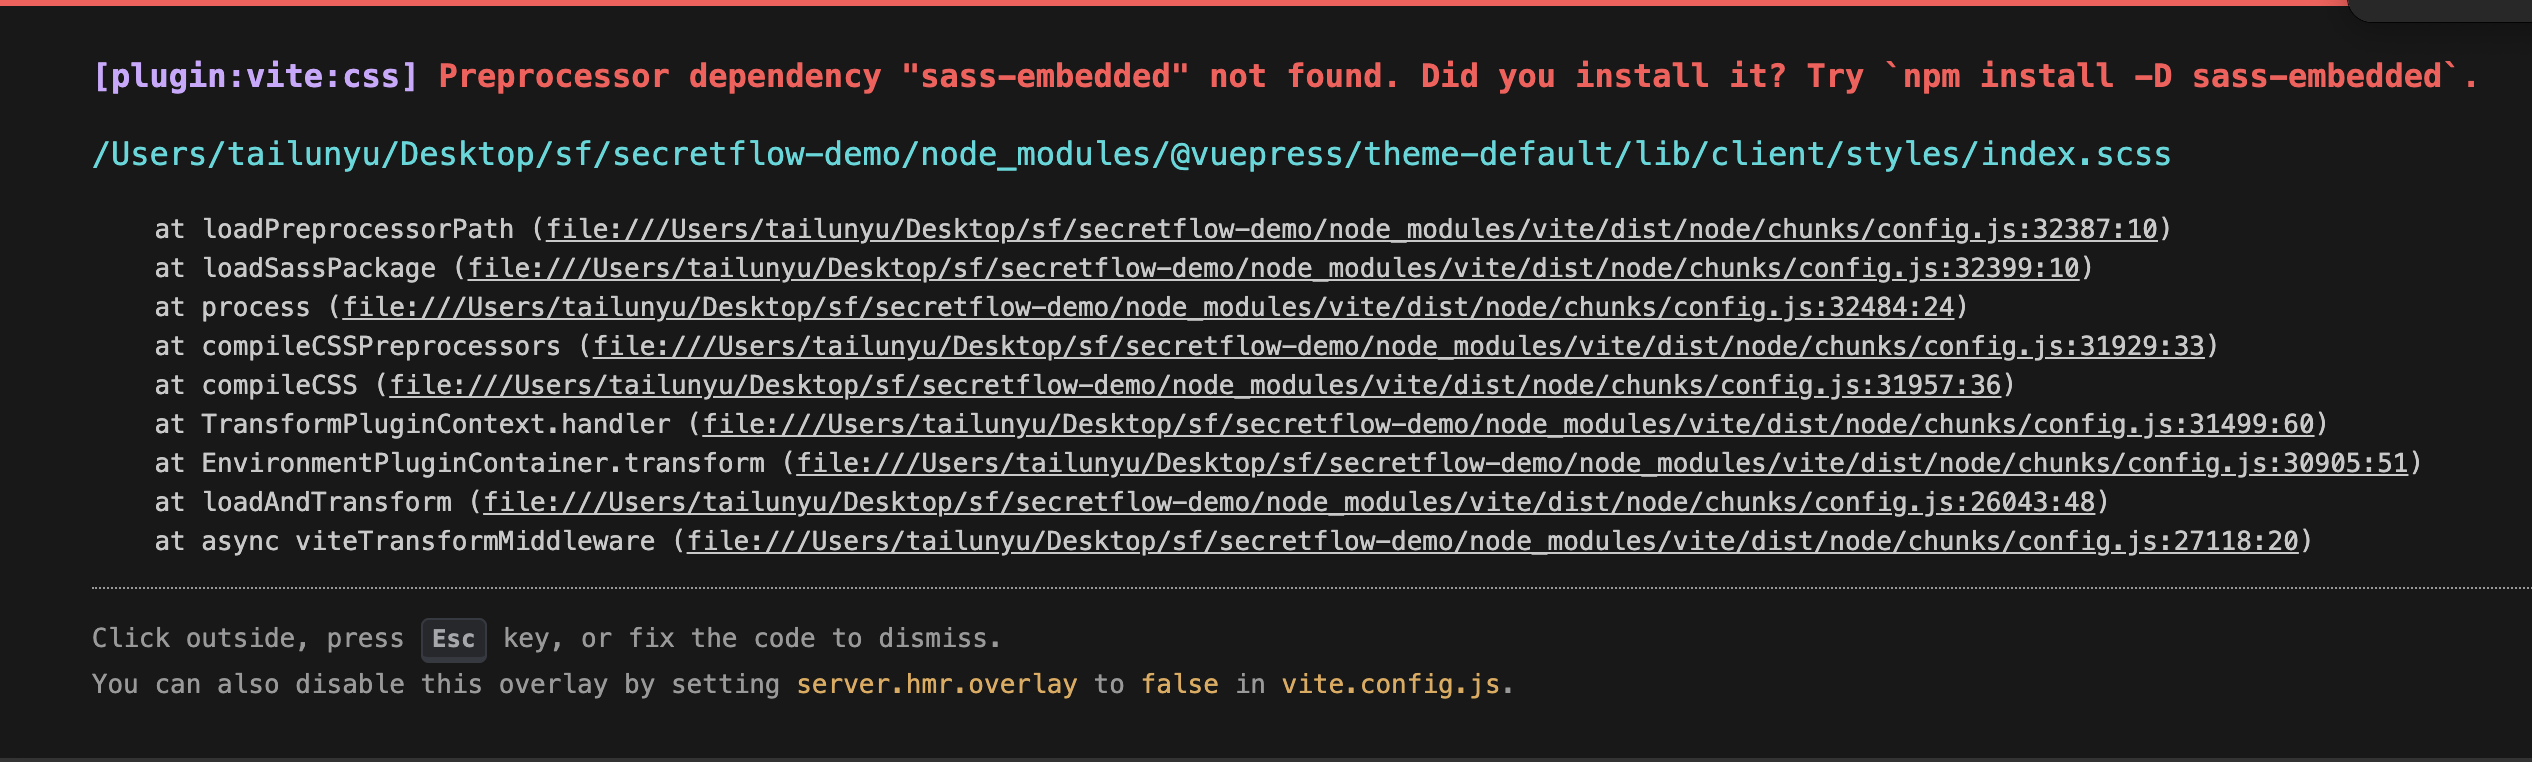 [plugin:vite:css] Preprocessor dependency "sass-embedded" not found. Did you install it? Try `npm install -D sass-embedded`.
/Users/tailunyu/Desktop/sf/secretflow-demo/node_modules/@vuepress/theme-default/lib/client/styles/index.scss
at loadPreprocessorPath (file:///Users/tailunyu/Desktop/sf/secretflow-demo/node_modules/vite/dist/node/chunks/config.js:32387:10)
at loadSassPackage (file:///Users/tailunyu/Desktop/sf/secretflow-demo/node_modules/vite/dist/node/chunks/config.js:32399:10)
at process (file:///Users/tailunyu/Desktop/sf/secretflow-demo/node_modules/vite/dist/node/chunks/config.js:32484:24)
at compileCSSPreprocessors (file:///Users/tailunyu/Desktop/sf/secretflow-demo/node_modules/vite/dist/node/chunks/config.js:31929:33)
at compileCSS (file:///Users/tailunyu/Desktop/sf/secretflow-demo/node_modules/vite/dist/node/chunks/config.js:31957:36)
at TransformPluginContext.handler (file:///Users/tailunyu/Desktop/sf/secretflow-demo/node_modules/vite/dist/node/chunks/config.js:31499:60)
at EnvironmentPluginContainer.transform (file:///Users/tailunyu/Desktop/sf/secretflow-demo/node_modules/vite/dist/node/chunks/config.js:30905:51)
at loadAndTransform (file:///Users/tailunyu/Desktop/sf/secretflow-demo/node_modules/vite/dist/node/chunks/config.js:26043:48)
at async viteTransformMiddleware (file:///Users/tailunyu/Desktop/sf/secretflow-demo/node_modules/vite/dist/node/chunks/config.js:27118:20)
Click outside, press Esc key, or fix the code to dismiss.
You can also disable this overlay by setting server.hmr.overlay to false in vite.config.js.